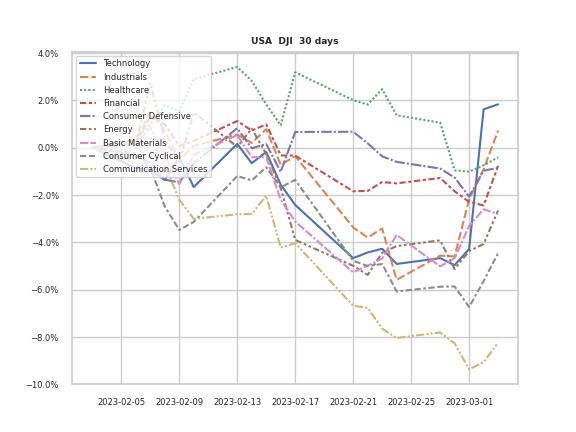 USA  DJI  30 days
4.0%
2.0%
0.0%
−2.0%
−4.0%
−6.0%
−8.0%
−10.0%
Technology
Industrials
Healthcare
Financial
Consumer Defensive
Energy
Basic Materials
Consumer Cyclical
Communication Services
2023-02-05 2023-02-09 2023-02-13 2023-02-17 2023-02-21 2023-02-25 2023-03-01